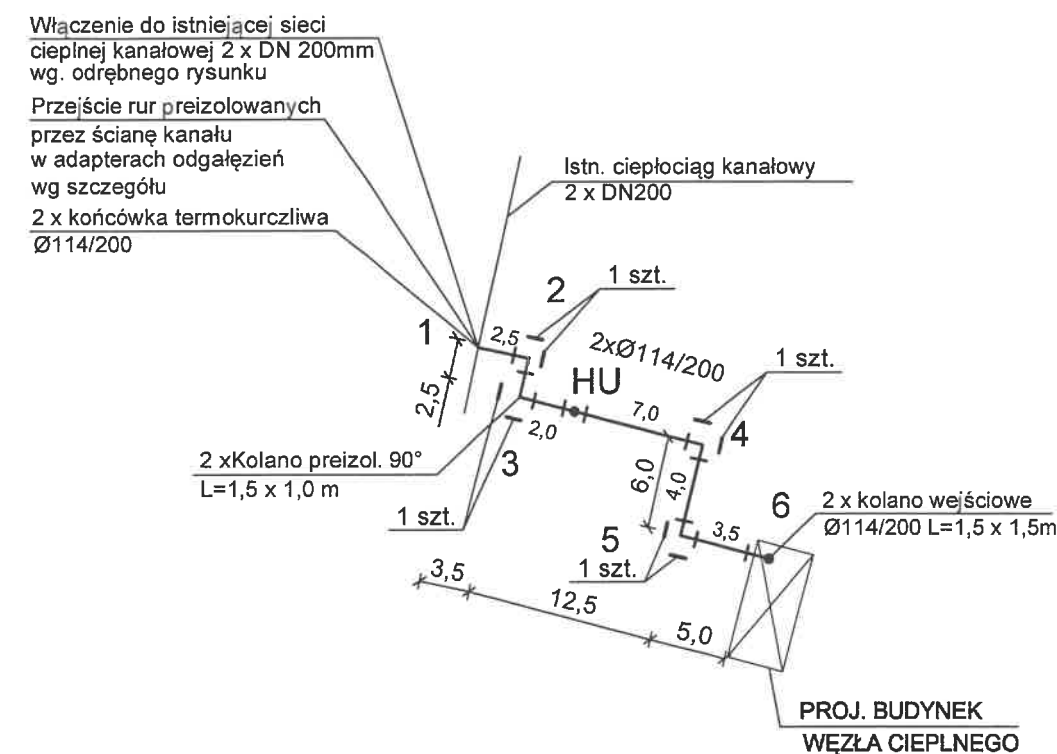 Włączenie do istniejącej sieci
cieplnej kanałowej 2 x DN 200mm
wg. odrębnego rysunku
Przejście rur preizolowanych
przez ścianę kanału
w adapterach odgałęzień
wg szczegółu
2 x końcówka termokurczliwa
Ø114/200
Istn. ciepłociąg kanałowy
2 x DN200
1 szt.
2
1
2,5
2xØ114/200
1 szt.
2,5
HU
7,0
2,0
4
3
6,0
4,0
2 xKolano preizol. 90°
L=1,5 x 1,0 m
6
2 x kolano wejściowe
Ø114/200 L=1,5 x 1,5m
1 szt.
5
3,5
1 szt.
3,5
12,5
5,0
PROJ. BUDYNEK
WĘZŁA CIEPLNEGO